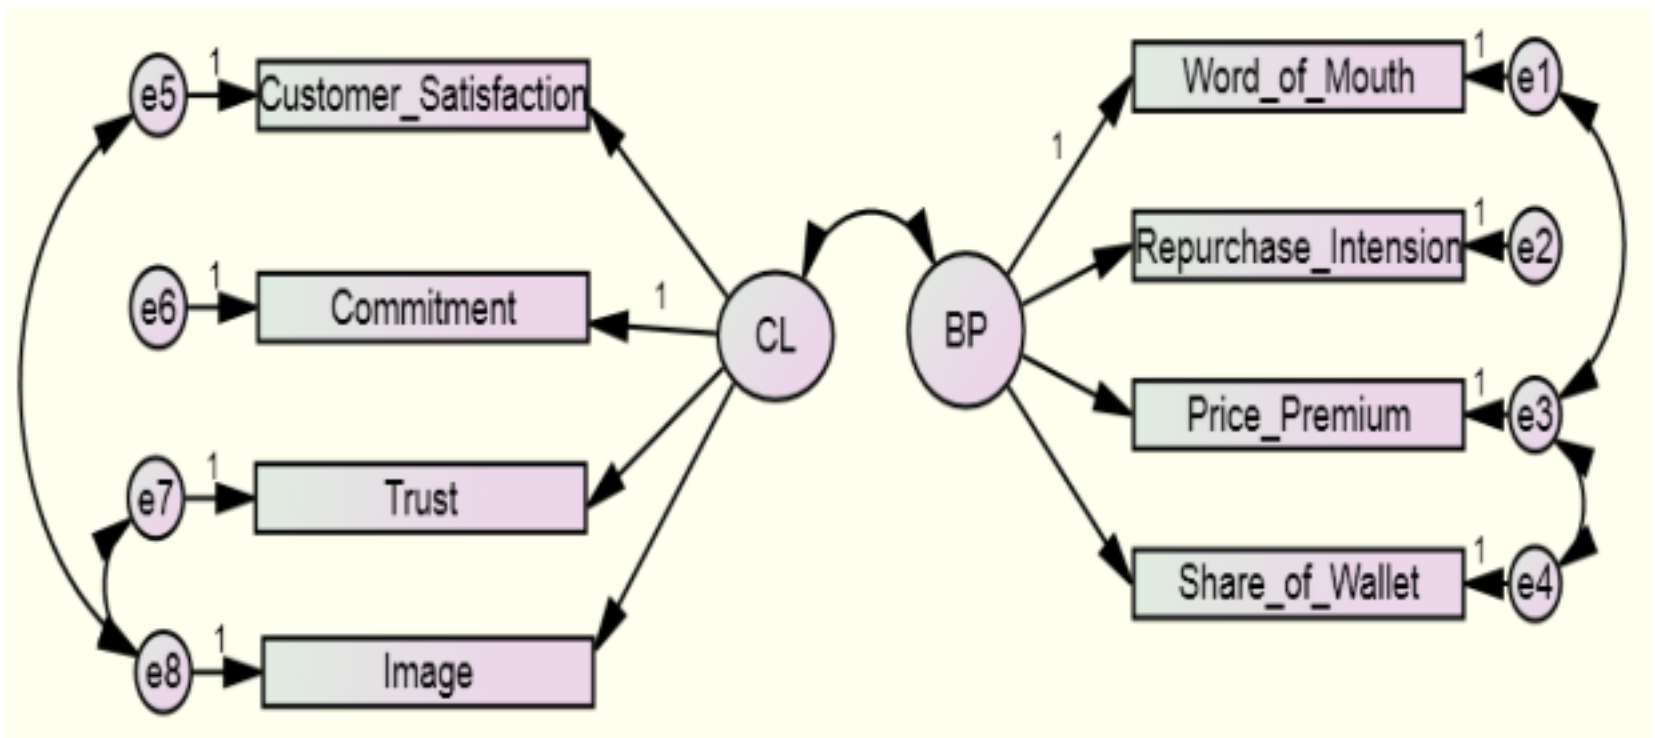 e5
1
Customer_Satisfaction
e6
1
Commitment
e7
1
Trust
e8
1
Image
CL
1
BP
1
Word_of_Mouth
1
e1
Repurchase_Intension
1
e2
Price_Premium
1
e3
Share_of_Wallet
1
e4